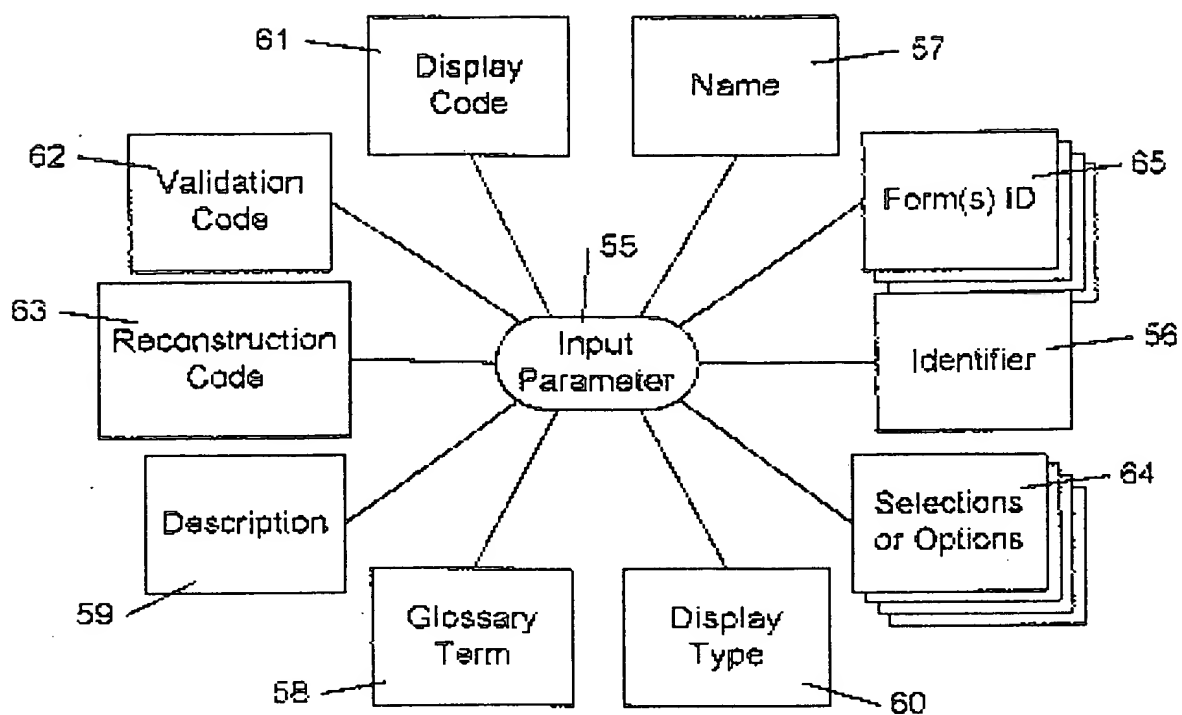 61
Display
Code
57
Name
62
Validation
Code
65
Form(s) ID
55
Input
Parameter
63
Reconstruction
Code
56
Identifier
64
Selections
or Options
Description
59
Glossary
Term
58
Display
Type
60